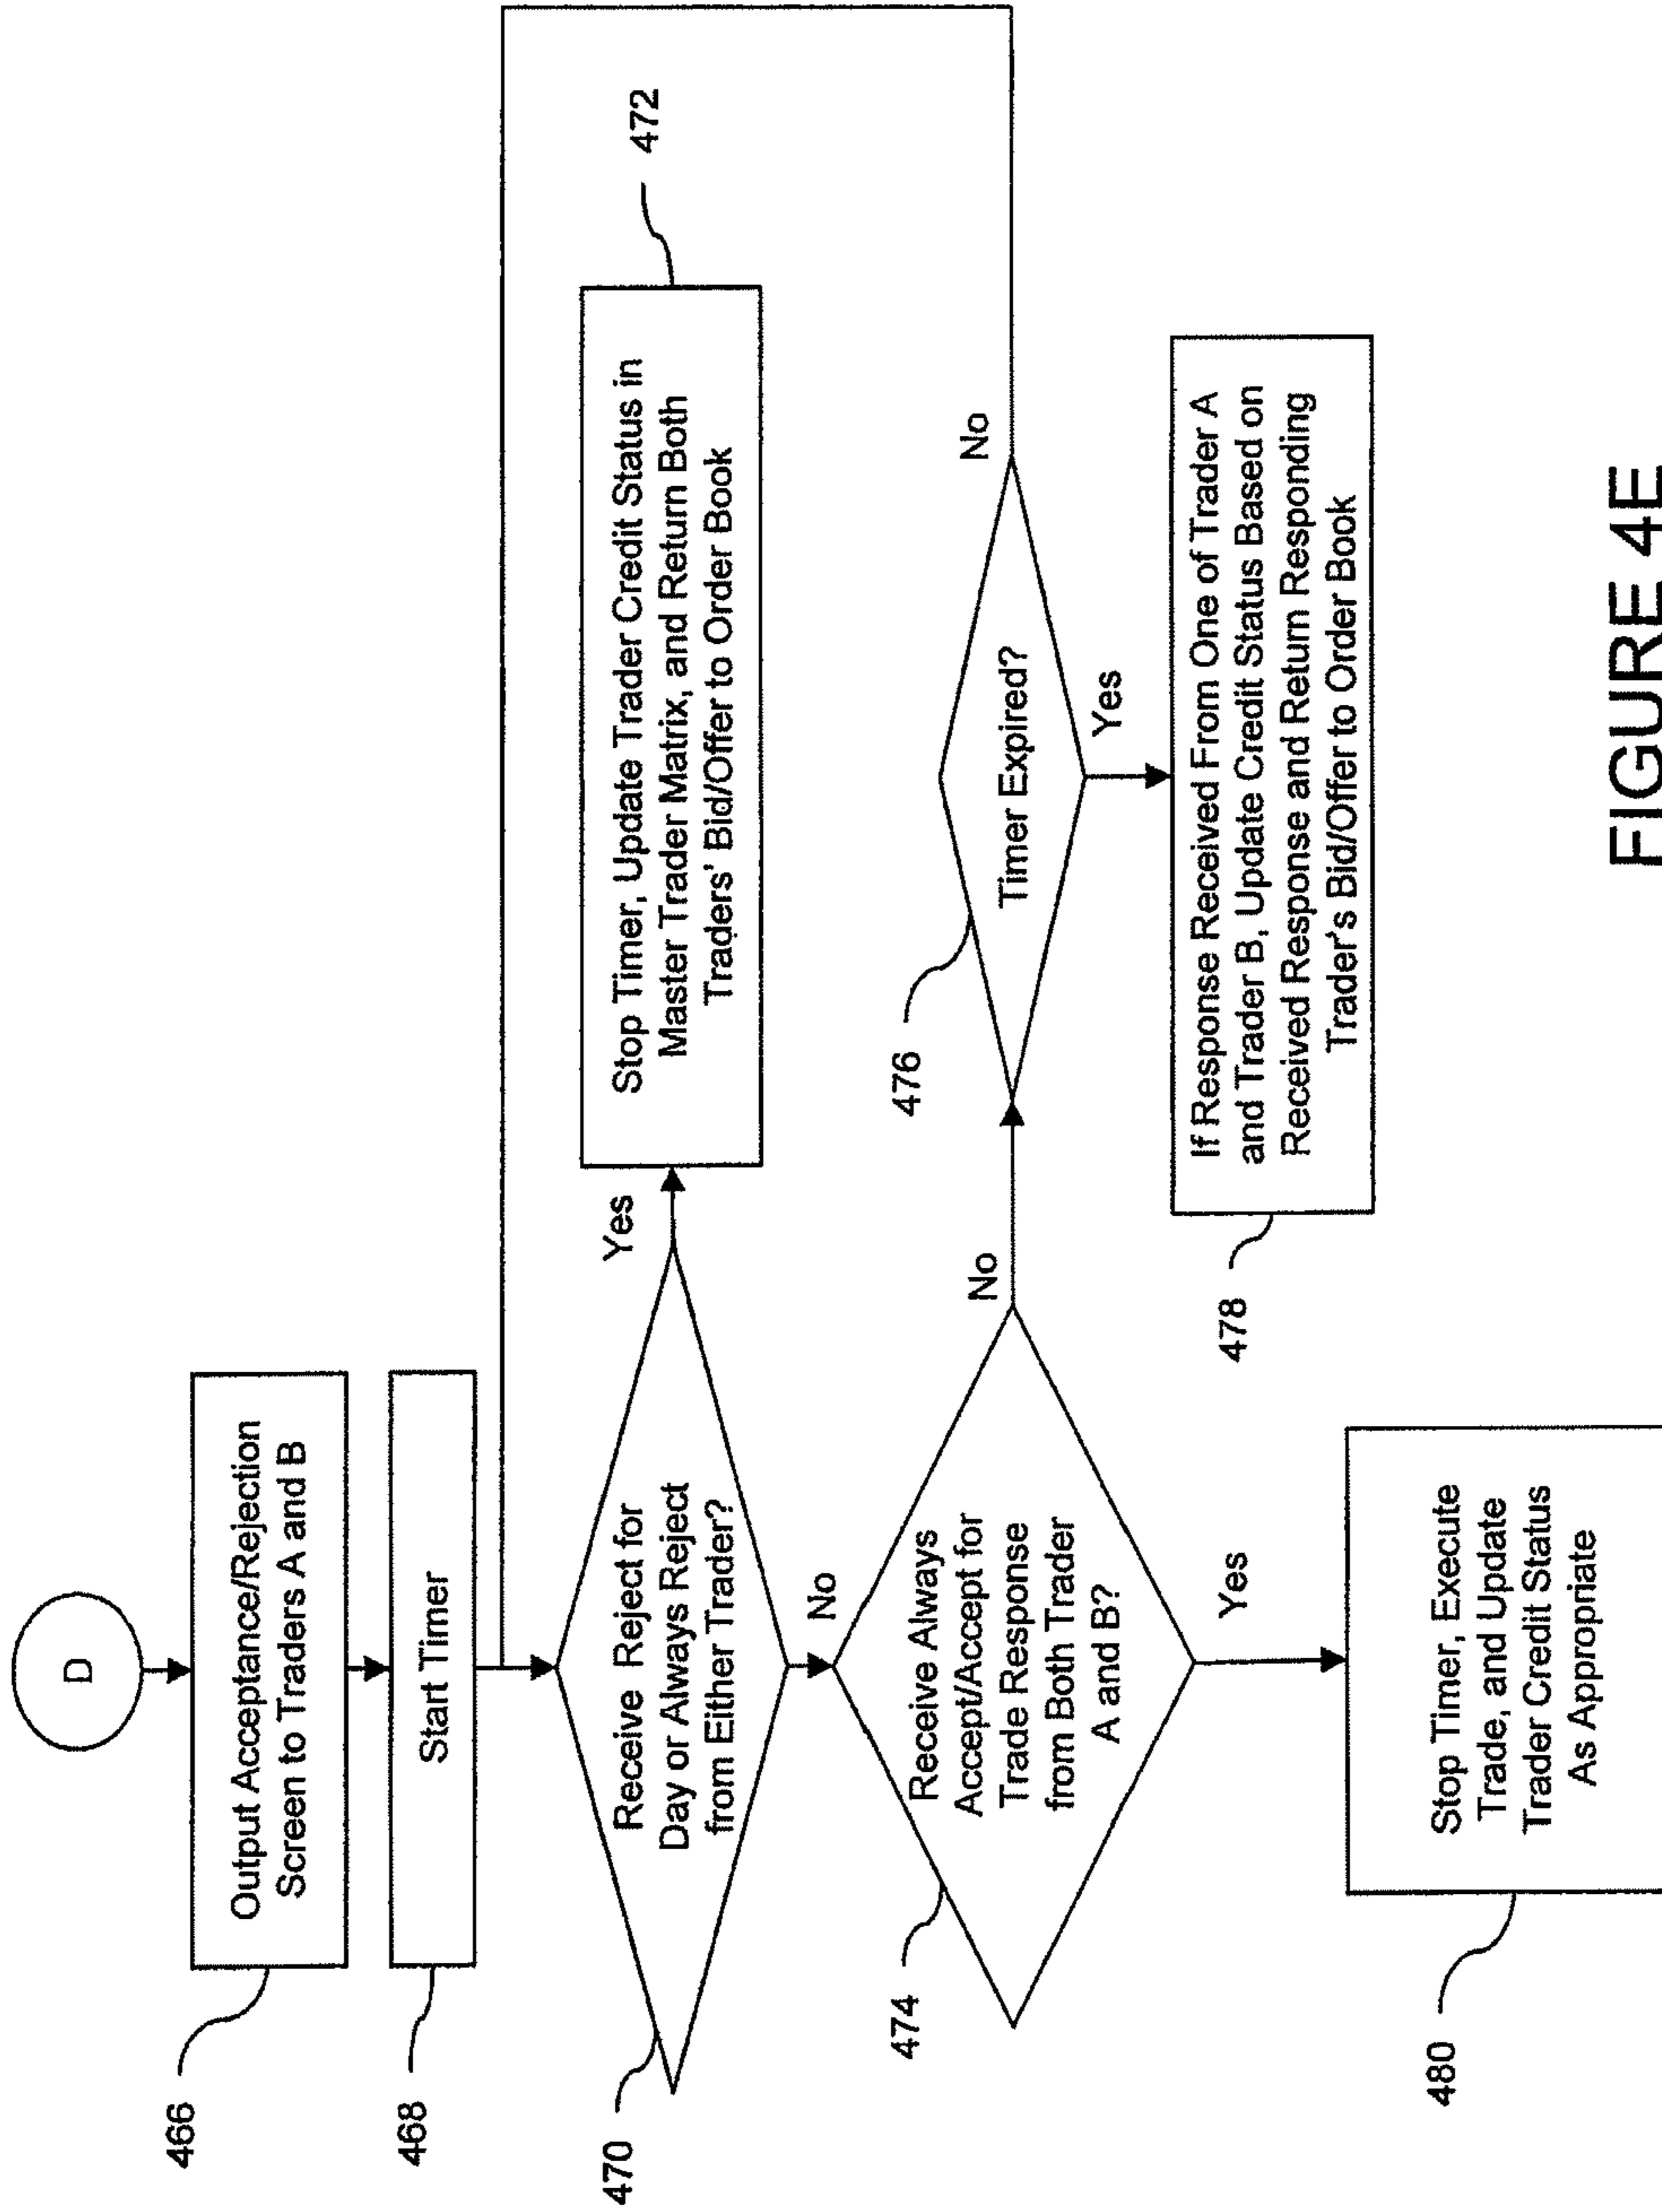 D
466
Output Acceptance/Rejection
Screen to Traders A and B
468
Start Timer
470
Receive Reject for
Day or Always Reject
from Either Trader?
Yes
No
472
Stop Timer, Update Trader Credit Status in
Master Trader Matrix, and Return Both
Traders' Bid/Offer to Order Book
474
Receive Always
Accept/Accept for
Trade Response
from Both Trader
A and B?
No
Yes
476
Timer Expired?
No
Yes
478
If Response Received From One of Trader A
and Trader B, Update Credit Status Based on
Received Response and Return Responding
Trader's Bid/Offer to Order Book
480
Stop Timer, Execute
Trade, and Update
Trader Credit Status
As Appropriate
FIGURE 4E